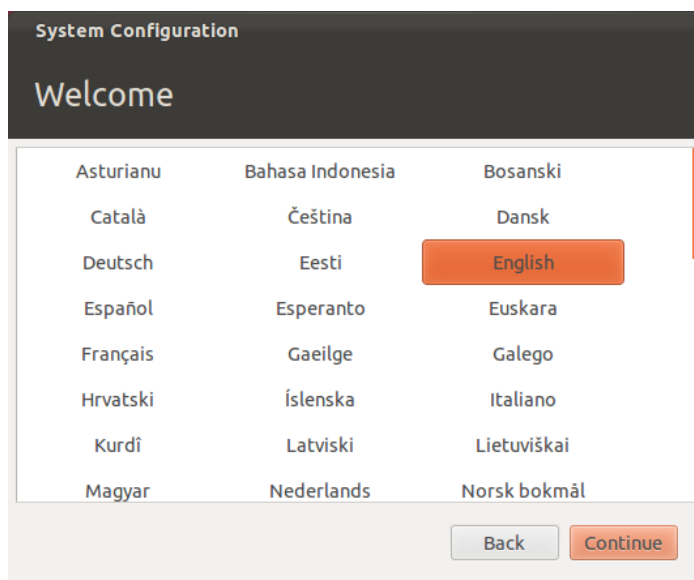 System Configuration
Welcome
Asturianu Bahasa Indonesia Bosanski
Català Čeština Dansk
Deutsch Eesti English
Español Esperanto Euskara
Français Gaeilge Galego
Hrvatski Íslenska Italiano
Kurdî Latviski Lietuviškai
Magyar Nederlands Norsk bokmål
Back Continue